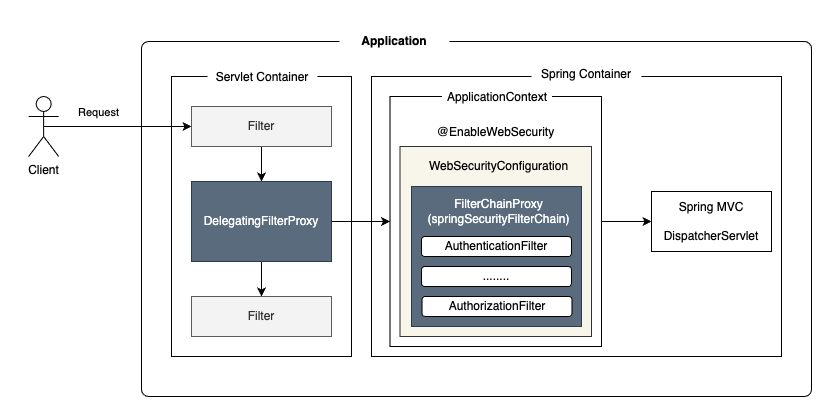 Application
Servlet Container
Spring Container
ApplicationContext
Request
Client
Filter
DelegatingFilterProxy
Filter
@EnableWebSecurity
WebSecurityConfiguration
FilterChainProxy
(springSecurityFilterChain)
AuthenticationFilter
........
AuthorizationFilter
Spring MVC
DispatcherServlet